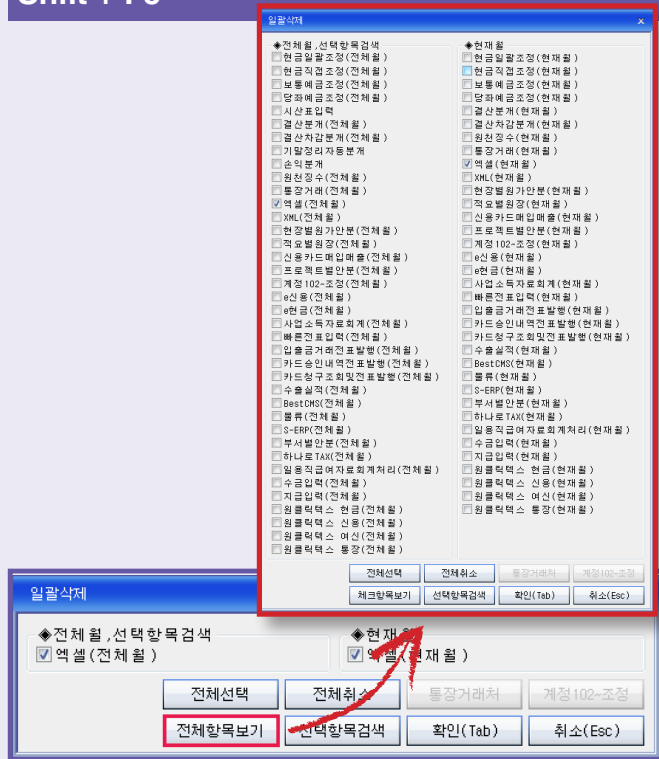 Shift + F5
일괄삭제
◆전체월,선택항목검색
현금일괄조정(전체월)
현금직접조정(전체월)
보통예금조정(전체월)
당좌예금조정(전체월)
시산표입력
결산분개(전체월)
결산차감분개(전체월)
기말정리자동분개
손익분개
원천징수(전체월)
통장거래(전체월)
엑셀(전체월)
XML(전체월)
현장별원가안분(전체월)
적요별원장(전체월)
신용카드매입매출(전체월)
프로젝트별안분(전체월)
계정102-조정(전체월)
e신용(전체월)
e현금(전체월)
사업소득자료회계(전체월)
빠른전표입력(전체월)
입출금거래전표발행(전체월)
카드승인내역전표발행(전체월)
카드청구조회및전표발행(전체월)
수출실적(전체월)
BestCMS(전체월)
물류(전체월)
S-ERP(전체월)
부서별안분(전체월)
하나로TAX(전체월)
일용직급여자료회계처리(전체월)
수금입력(전체월)
지급입력(전체월)
원클릭텍스 현금(전체월)
원클릭텍스 신용(전체월)
원클릭텍스 여신(전체월)
원클릭텍스 통장(전체월)
◆현재월
현금일괄조정(현재월)
현금직접조정(현재월)
보통예금조정(현재월)
당좌예금조정(현재월)
결산분개(현재월)
결산차감분개(현재월)
원천징수(현재월)
통장거래(현재월)
엑셀(현재월)
XML(현재월)
현장별원가안분(현재월)
적요별원장(현재월)
신용카드매입매출(현재월)
프로젝트별안분(현재월)
계정102-조정(현재월)
e신용(현재월)
e현금(현재월)
사업소득자료회계(현재월)
빠른전표입력(현재월)
입출금거래전표발행(현재월)
카드승인내역전표발행(현재월)
카드청구조회및전표발행(현재월)
수출실적(현재월)
BestCMS(현재월)
물류(현재월)
S-ERP(현재월)
부서별안분(현재월)
하나로TAX(현재월)
일용직급여자료회계처리(현재월)
수금입력(현재월)
지급입력(현재월)
원클릭텍스 현금(현재월)
원클릭텍스 신용(현재월)
원클릭텍스 여신(현재월)
원클릭텍스 통장(현재월)
전체선택 전체취소 통장거래처 계정102-조정
체크항목보기 선택항목검색 확인(Tab) 취소(Esc)
일괄삭제
◆전체월,선택항목검색 ◆현재월
엑셀(전체월) 엑셀(현재월)
전체선택 전체취소 통장거래처 계정102~조정
전체항목보기 선택항목검색 확인(Tab) 취소(Esc)